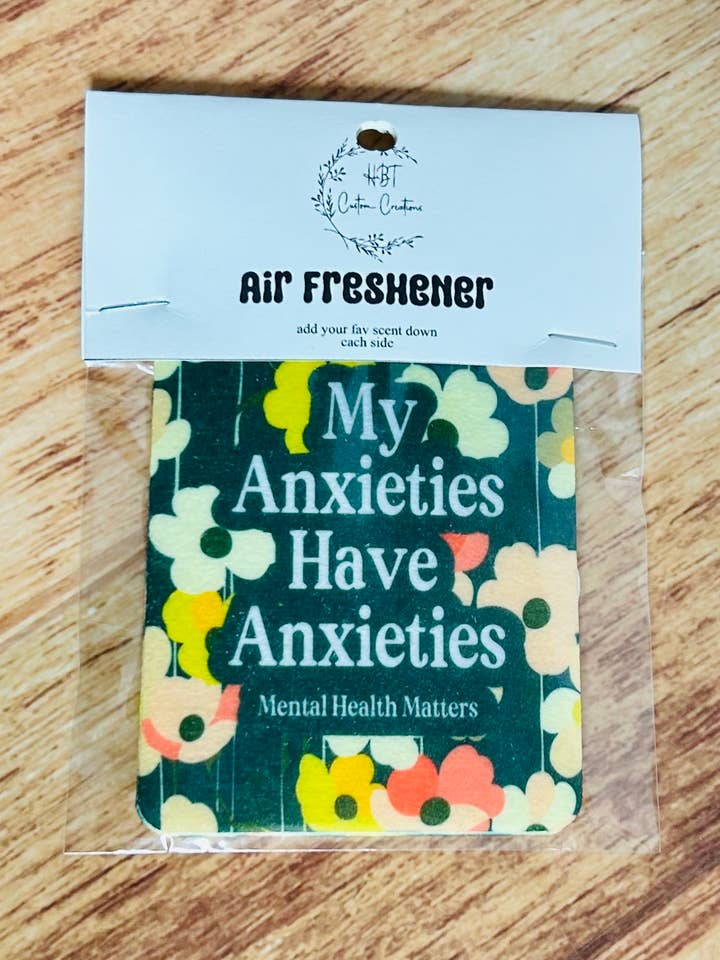 HBT
Custom Creations
Air Freshener
add your fav scent down
each side
My
Anxieties
Have
Anxieties
Mental Health Matters